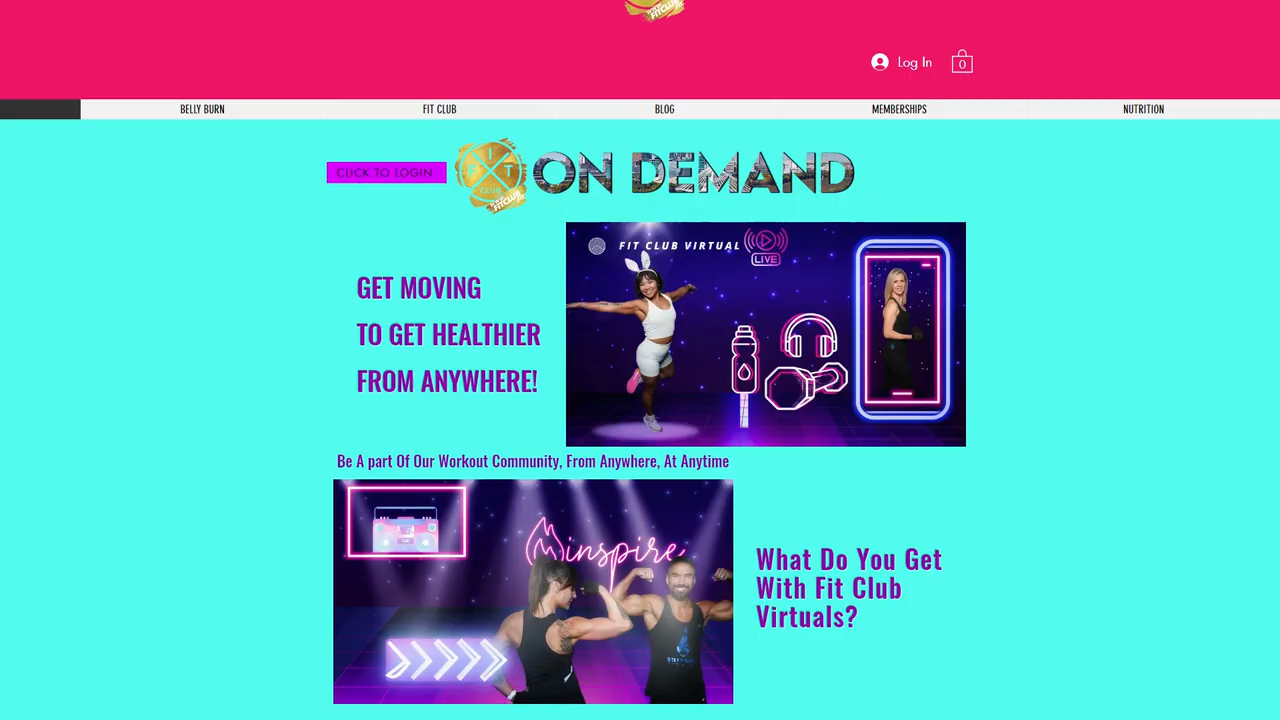 Log In
0
BELLY BURN
FIT CLUB
BLOG
MEMBERSHIPS
NUTRITION
CLICK TO LOGIN
FIT
CLUB
ON DEMAND
FIT CLUB VIRTUAL
LIVE
GET MOVING
TO GET HEALTHIER
FROM ANYWHERE!
Be A part Of Our Workout Community, From Anywhere, At Anytime
inspire
What Do You Get
With Fit Club
Virtuals?